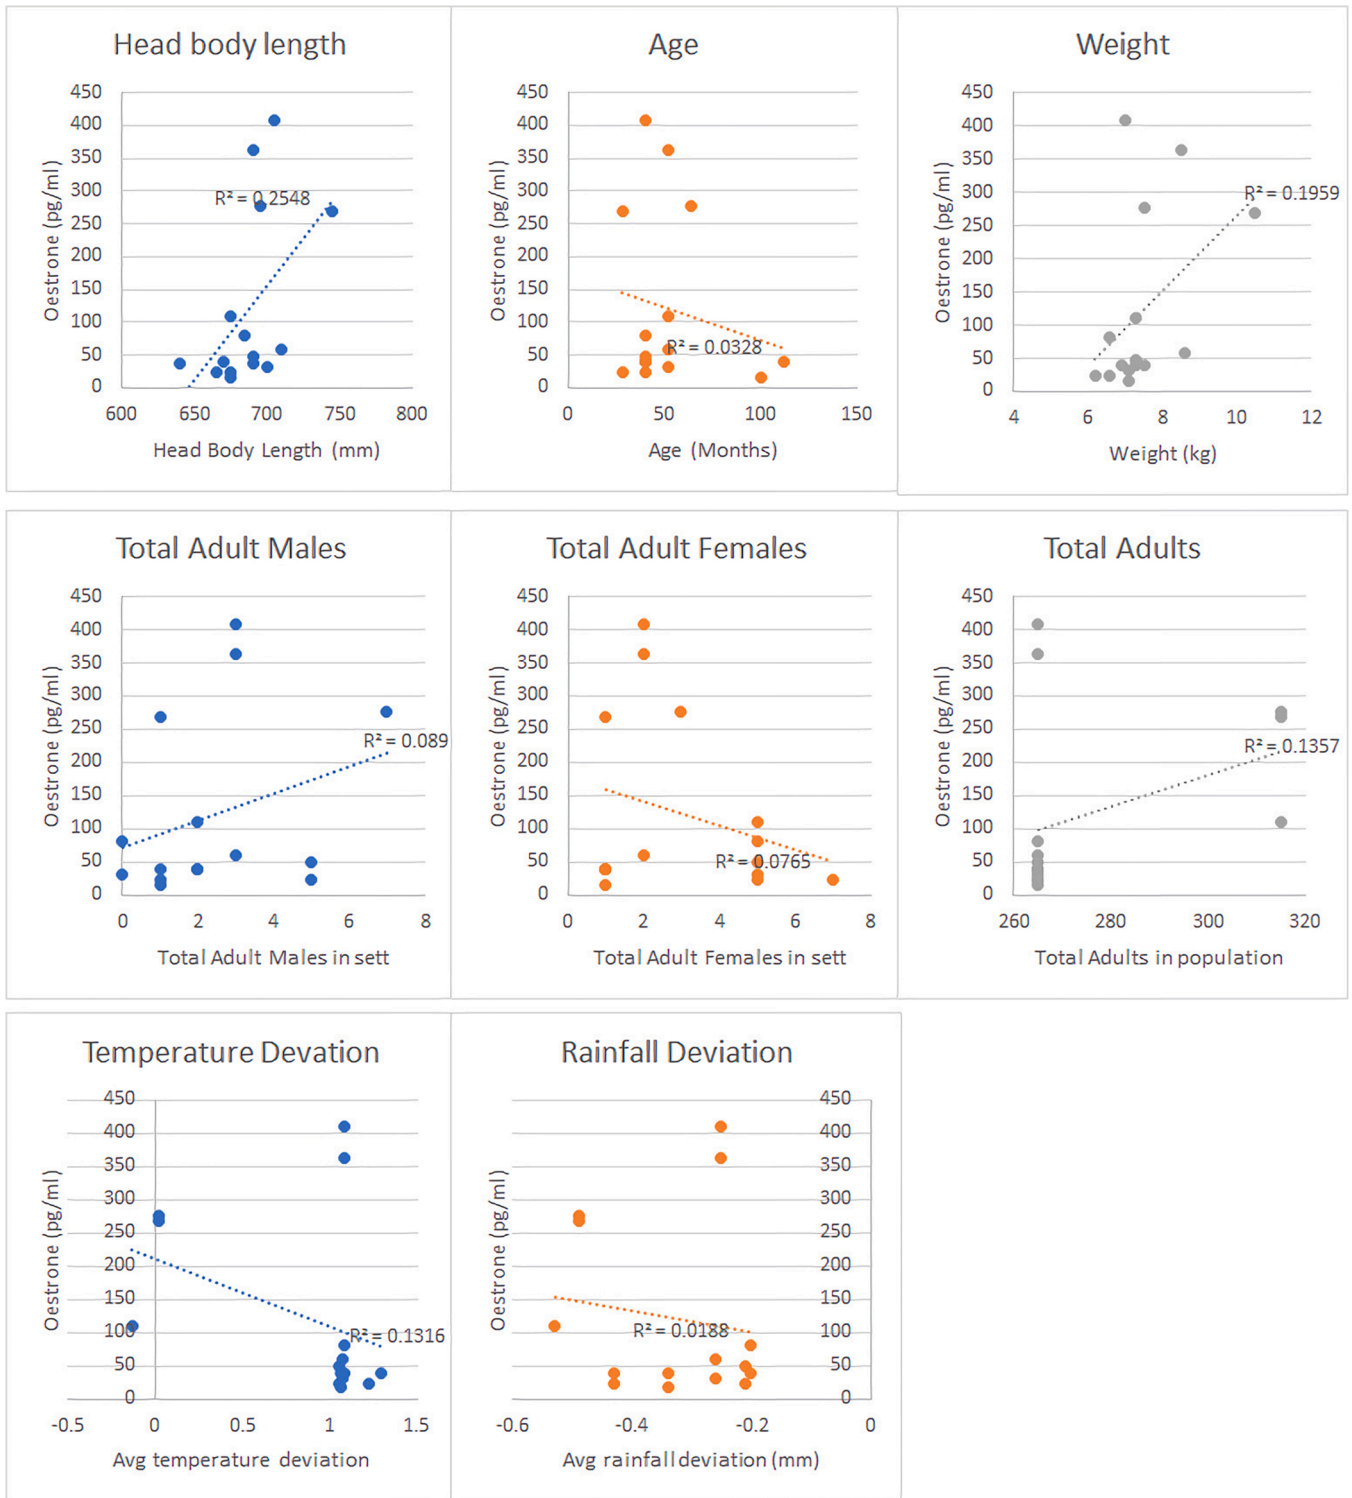 Head body length
450
400
350
300
250
200
150
100
50
0
Oestrone (pg/ml)
R² = 0.2548
600 650 700 750 800
Head Body Length (mm)
Age
450
400
350
300
250
200
150
100
50
0
Oestrone (pg/ml)
R² = 0.0328
0 50 100 150
Age (Months)
Weight
450
400
350
300
250
200
150
100
50
0
Oestrone (pg/ml)
R² = 0.1959
4 6 8 10 12
Weight (kg)
Total Adult Males
450
400
350
300
250
200
150
100
50
0
Oestrone (pg/ml)
R² = 0.089
0 2 4 6 8
Total Adult Males in sett
Total Adult Females
450
400
350
300
250
200
150
100
50
0
Oestrone (pg/ml)
R² = 0.0765
0 2 4 6 8
Total Adult Females in sett
Total Adults
450
400
350
300
250
200
150
100
50
0
Oestrone (pg/ml)
R² = 0.1357
260 280 300 320
Total Adults in population
Temperature Devation
450
400
350
300
250
200
150
100
50
0
Oestrone (pg/ml)
R² = 0.1316
-0.5 0 0.5 1 1.5
Avg temperature deviation
Rainfall Deviation
450
400
350
300
250
200
150
100
50
0
Oestrone (pg/ml)
R² = 0.0188
-0.6 -0.4 -0.2 0
Avg rainfall deviation (mm)